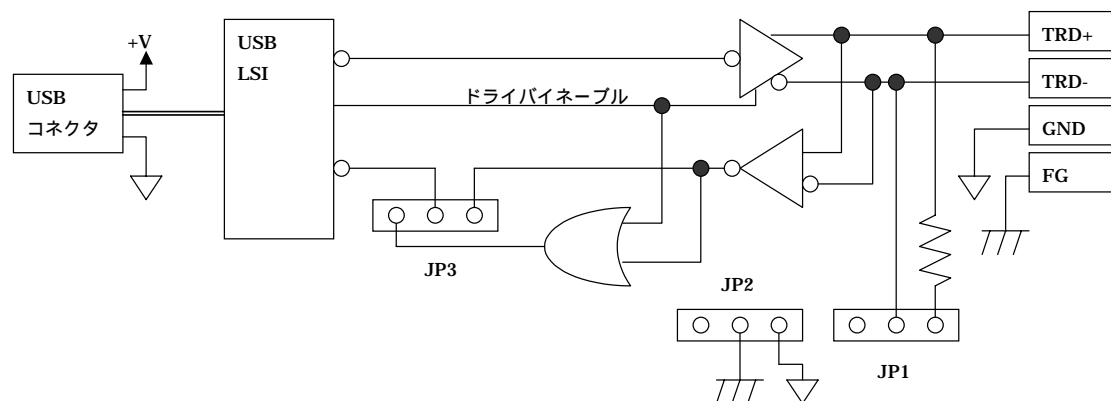 +V
USB
コネクタ
USB
LSI
ドライバイネーブル
TRD+
TRD-
GND
FG
JP3
JP2
JP1